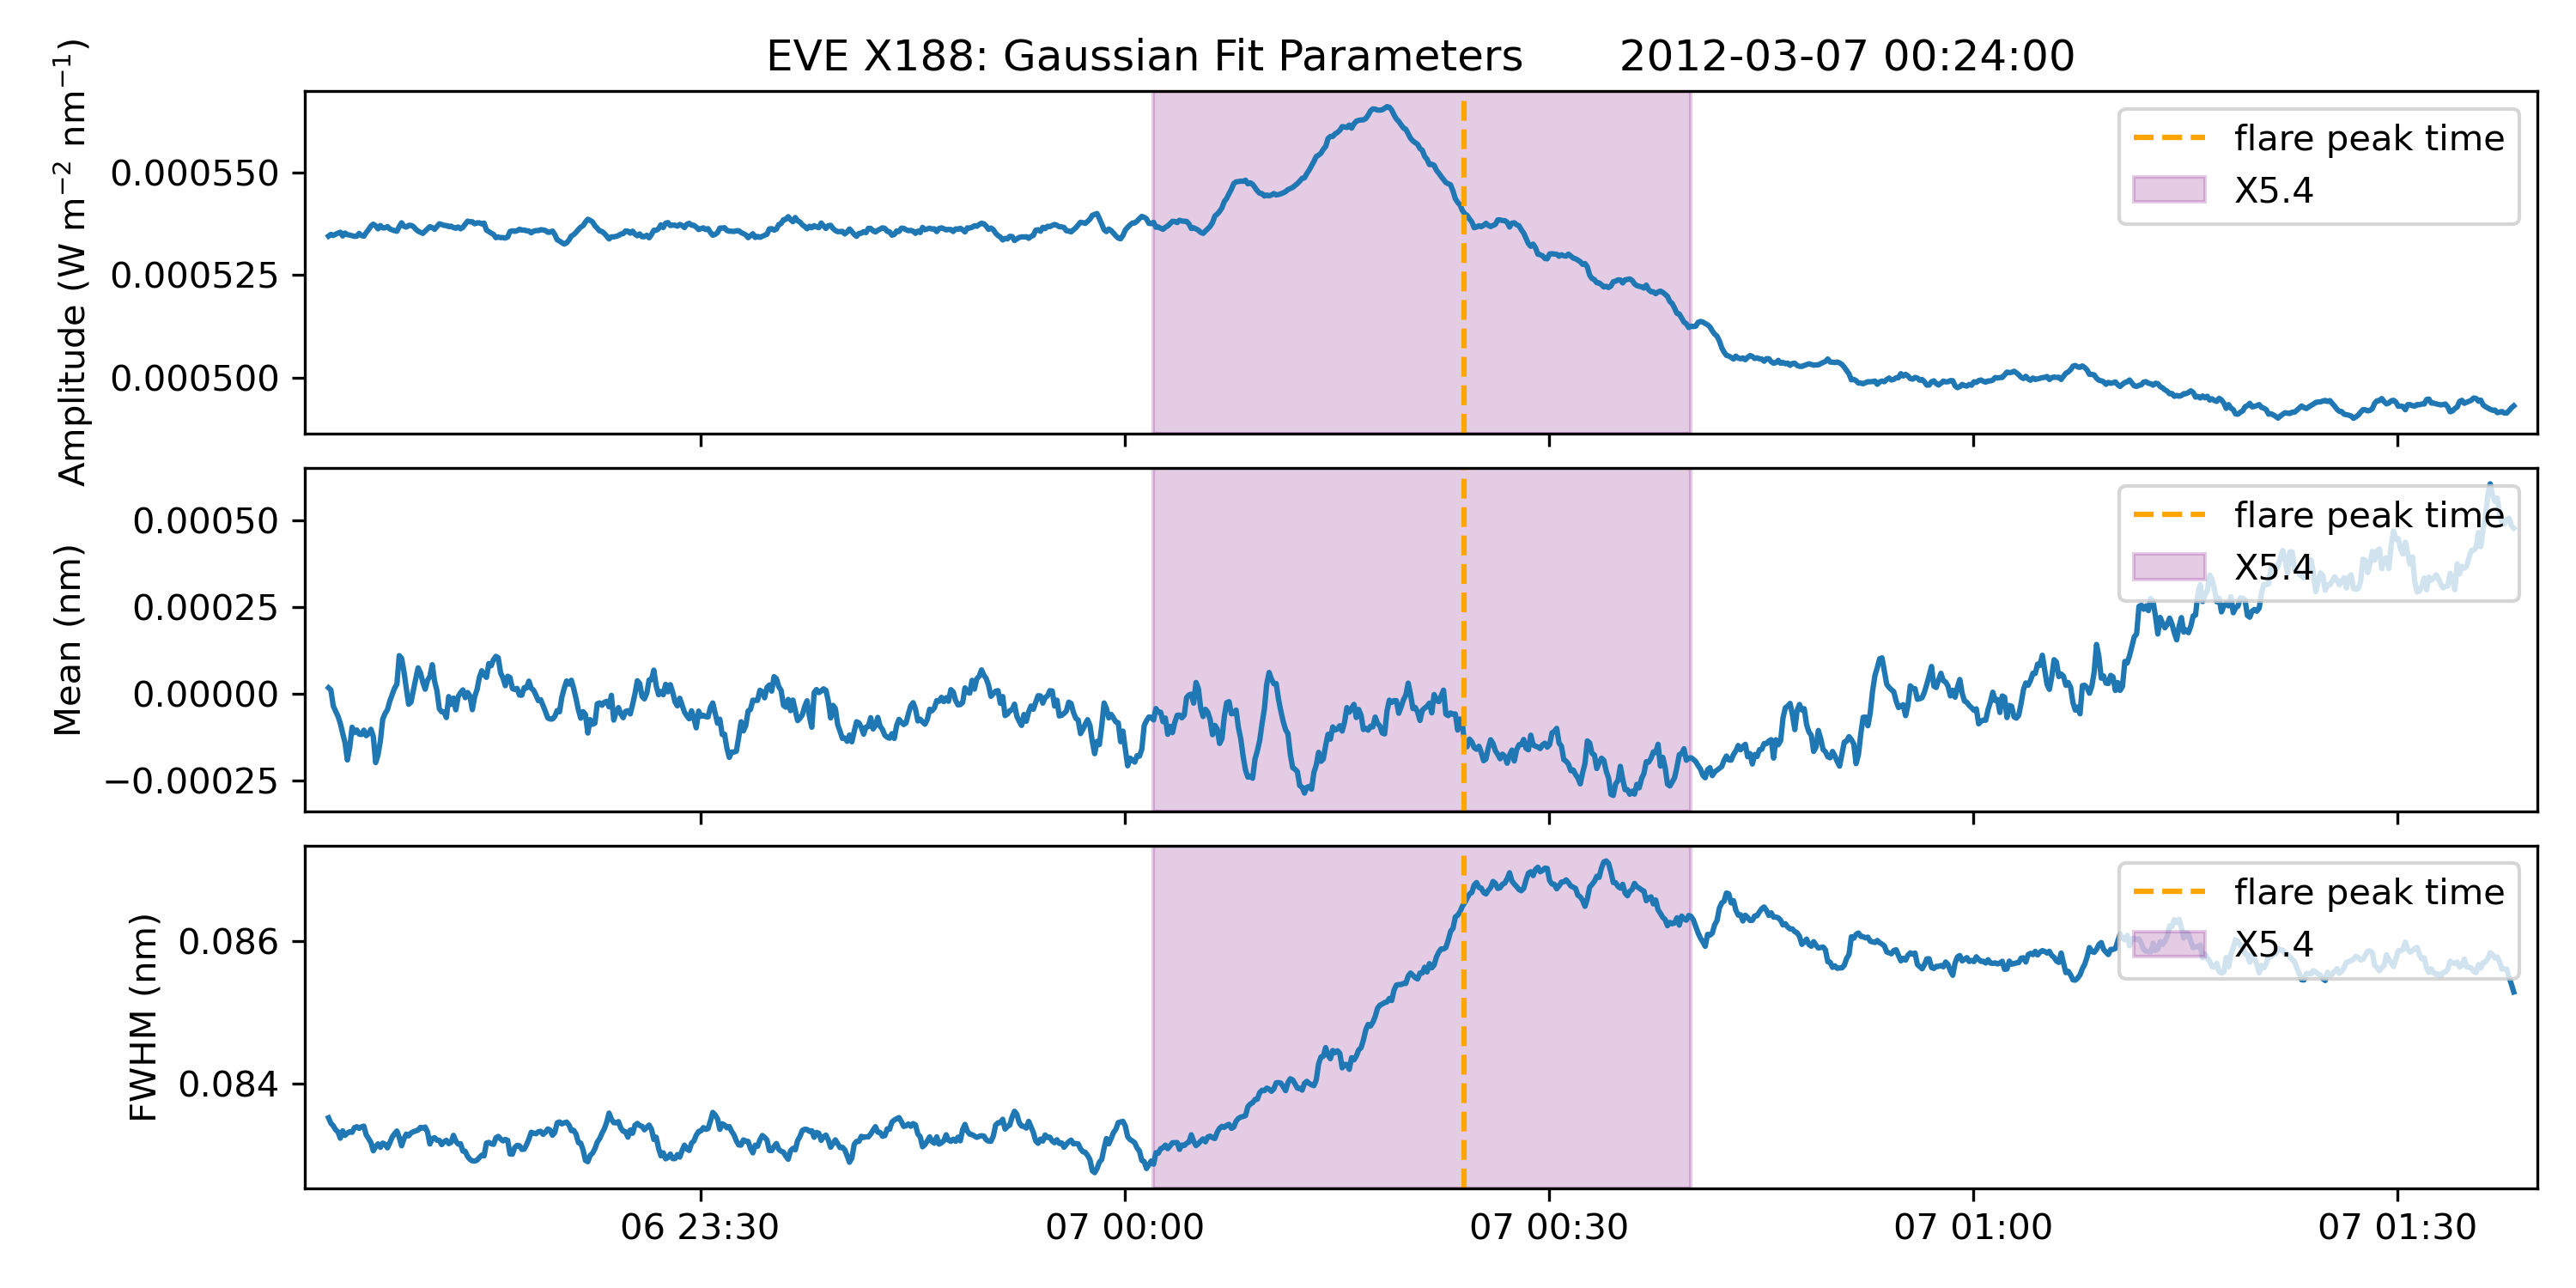 EVE X188: Gaussian Fit Parameters 2012-03-07 00:24:00
Amplitude (W m⁻² nm⁻¹)
0.000550
0.000525
0.000500
flare peak time
X5.4
Mean (nm)
0.00050
0.00025
0.00000
−0.00025
flare peak time
X5.4
FWHM (nm)
0.086
0.084
flare peak time
X5.4
06 23:30 07 00:00 07 00:30 07 01:00 07 01:30